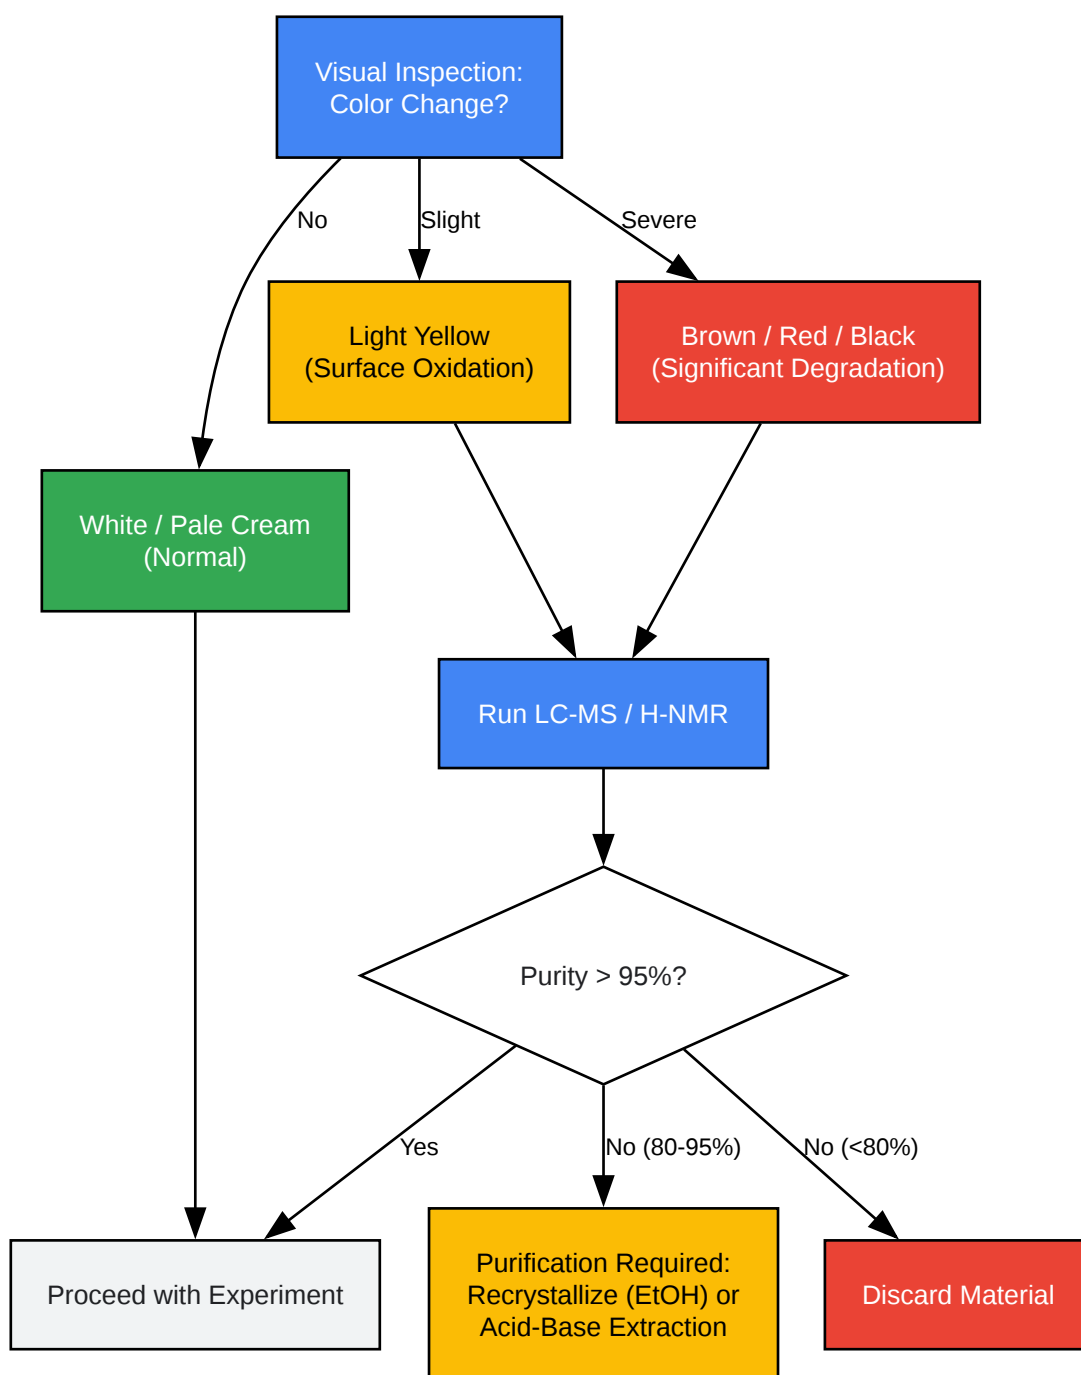 Visual Inspection:
Color Change?
No
Slight
Severe
Light Yellow
(Surface Oxidation)
Brown / Red / Black
(Significant Degradation)
White / Pale Cream
(Normal)
Run LC-MS / H-NMR
Purity > 95%?
Yes
No (80-95%)
No (<80%)
Proceed with Experiment
Purification Required:
Recrystallize (EtOH) or
Acid-Base Extraction
Discard Material